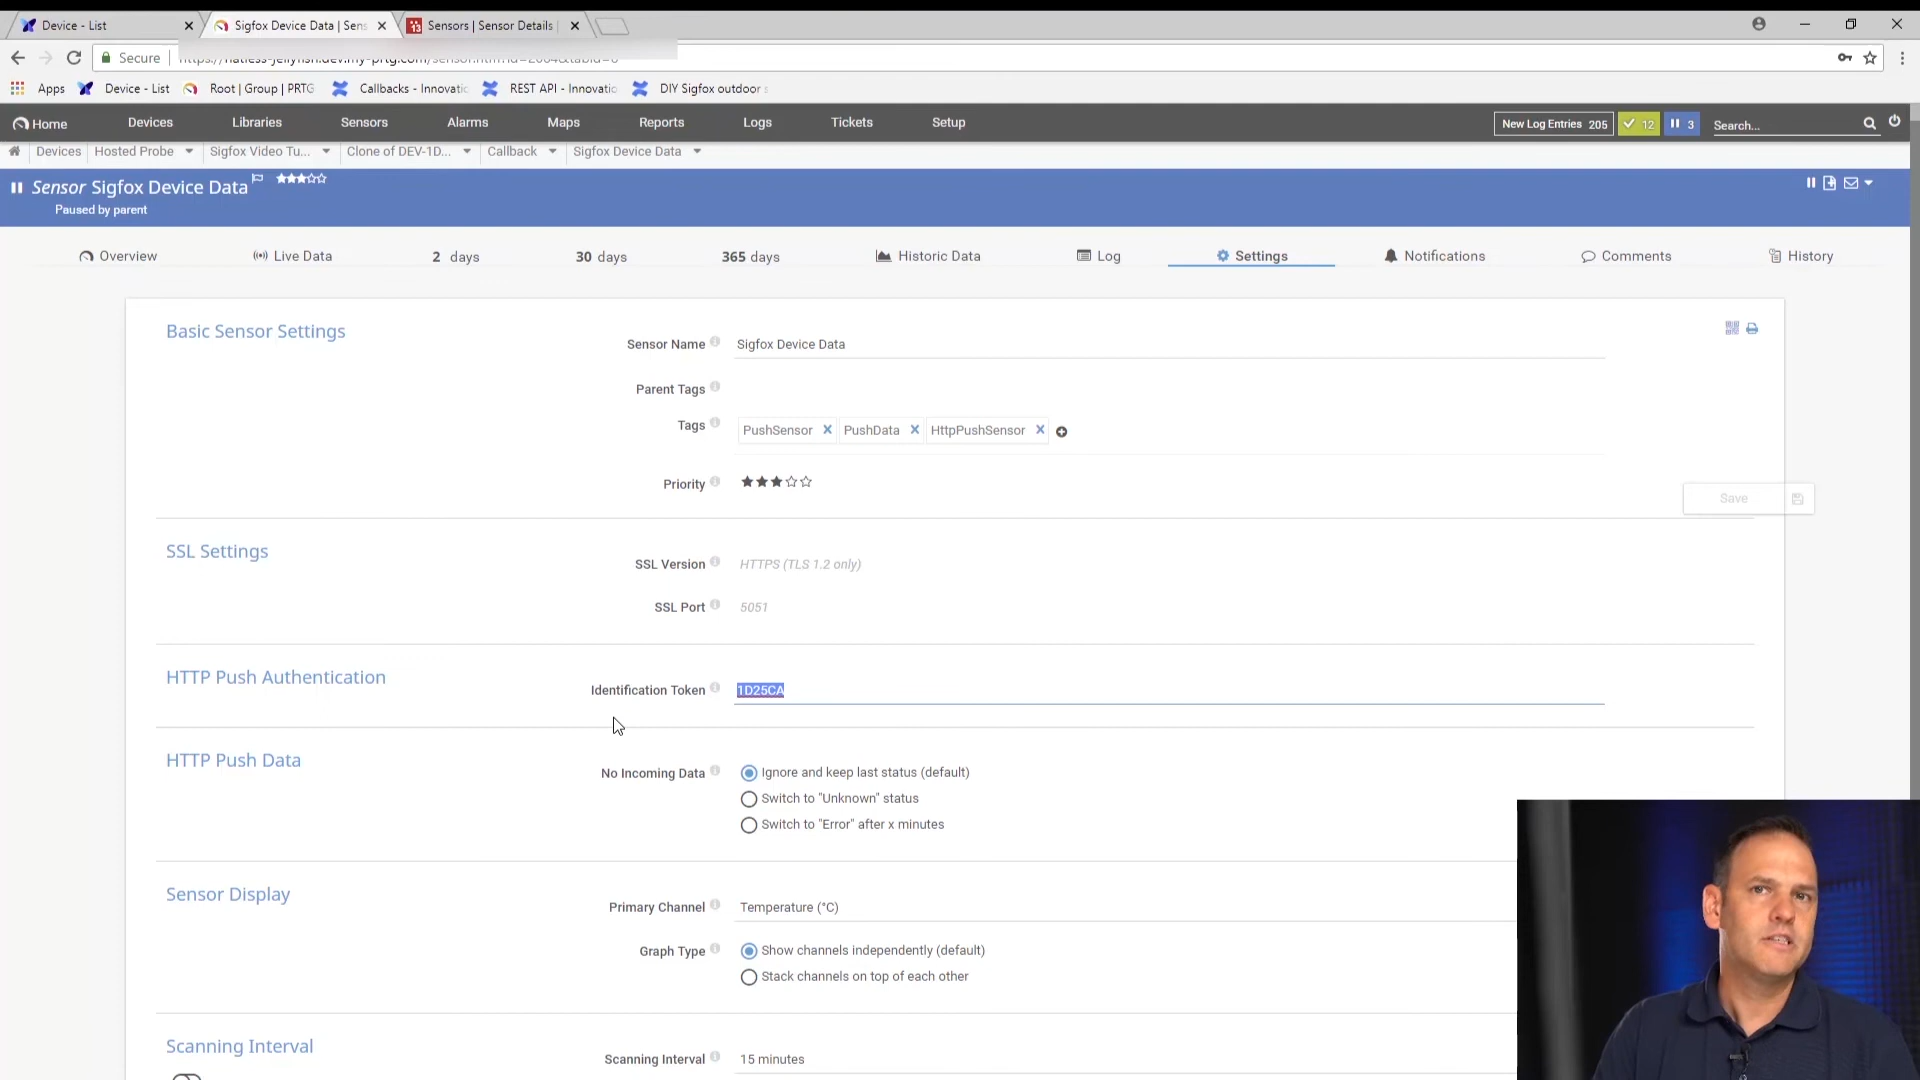 Device - List
Sigfox Device Data | Sens
Sensors | Sensor Details
Secure
Apps
Device - List
Root | Group | PRTG
Callbacks - Innovatic
REST API - Innovatio
DIY Sigfox outdoor s
Home
Devices
Libraries
Sensors
Alarms
Maps
Reports
Logs
Tickets
Setup
New Log Entries 205
12
3
Search...
Devices
Hosted Probe
Sigfox Video Tu...
Clone of DEV-1D...
Callback
Sigfox Device Data
Sensor Sigfox Device Data
Paused by parent
Overview
Live Data
2 days
30 days
365 days
Historic Data
Log
Settings
Notifications
Comments
History
Basic Sensor Settings
Sensor Name
Sigfox Device Data
Parent Tags
Tags
PushSensor
PushData
HttpPushSensor
Priority
Save
SSL Settings
SSL Version
HTTPS (TLS 1.2 only)
SSL Port
5051
HTTP Push Authentication
Identification Token
1D25CA
HTTP Push Data
No Incoming Data
Ignore and keep last status (default)
Switch to "Unknown" status
Switch to "Error" after x minutes
Sensor Display
Primary Channel
Temperature (°C)
Graph Type
Show channels independently (default)
Stack channels on top of each other
Scanning Interval
Scanning Interval
15 minutes